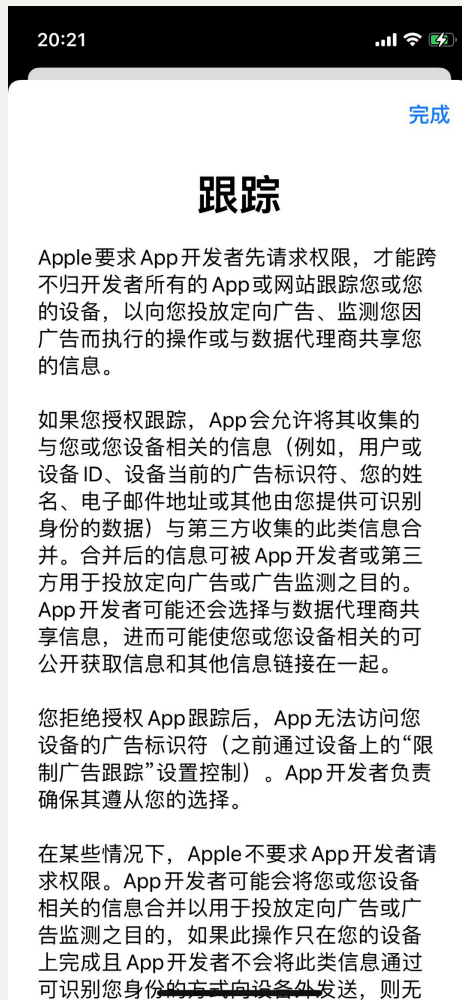 20:21
完成
跟踪
Apple要求App开发者先请求权限，才能跨
不归开发者所有的App或网站跟踪您或您
的设备，以向您投放定向广告、监测您因
广告而执行的操作或与数据代理商共享您
的信息。
如果您授权跟踪，App会允许将其收集的
与您或您设备相关的信息（例如，用户或
设备ID、设备当前的广告标识符、您的姓
名、电子邮件地址或其他由您提供可识别
身份的数据）与第三方收集的此类信息合
并。合并后的信息可被App开发者或第三
方用于投放定向广告或广告监测之目的。
App开发者可能还会选择与数据代理商共
享信息，进而可能使您或您设备相关的可
公开获取信息和其他信息链接在一起。
您拒绝授权App跟踪后，App无法访问您
设备的广告标识符（之前通过设备上的“限
制广告跟踪”设置控制）。App开发者负责
确保其遵从您的选择。
在某些情况下，Apple不要求App开发者请
求权限。App开发者可能会将您或您设备
相关的信息合并以用于投放定向广告或广
告监测之目的，如果此操作只在您的设备
上完成且App开发者不会将此类信息通过
可识别您身份的方式向设备外发送，则无